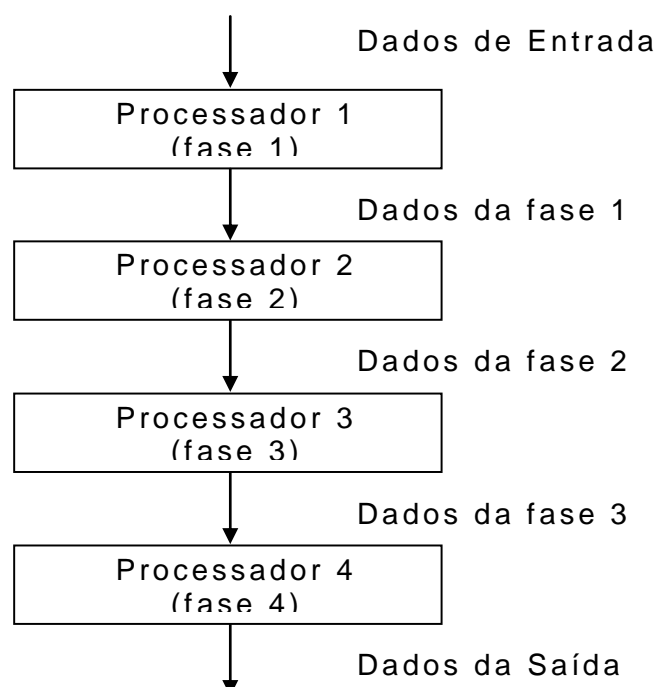 Dados de Entrada
Processador 1
(fase 1)
Dados da fase 1
Processador 2
(fase 2)
Dados da fase 2
Processador 3
(fase 3)
Dados da fase 3
Processador 4
(fase 4)
Dados da Saída